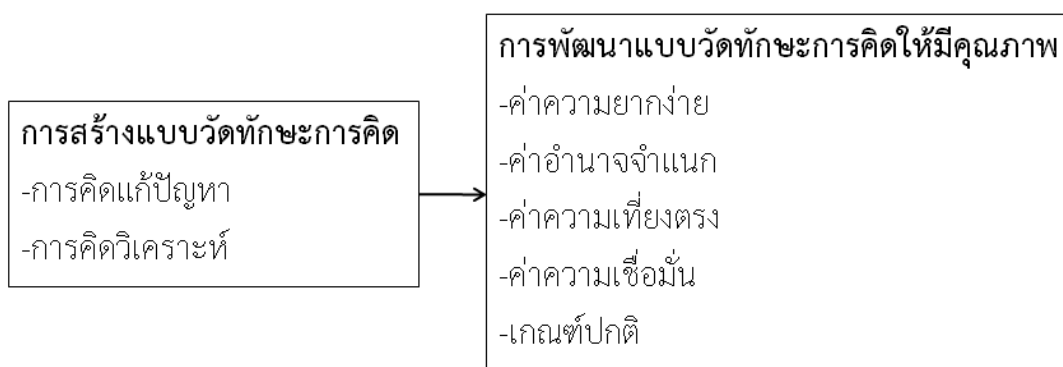 การสร้างแบบวัดทักษะการคิด
-การคิดแก้ปัญหา
-การคิดวิเคราะห์
การพัฒนาแบบวัดทักษะการคิดให้มีคุณภาพ
-ค่าความยากง่าย
-ค่าอำนาจจำแนก
-ค่าความเที่ยงตรง
-ค่าความเชื่อมั่น
-เกณฑ์ปกติ